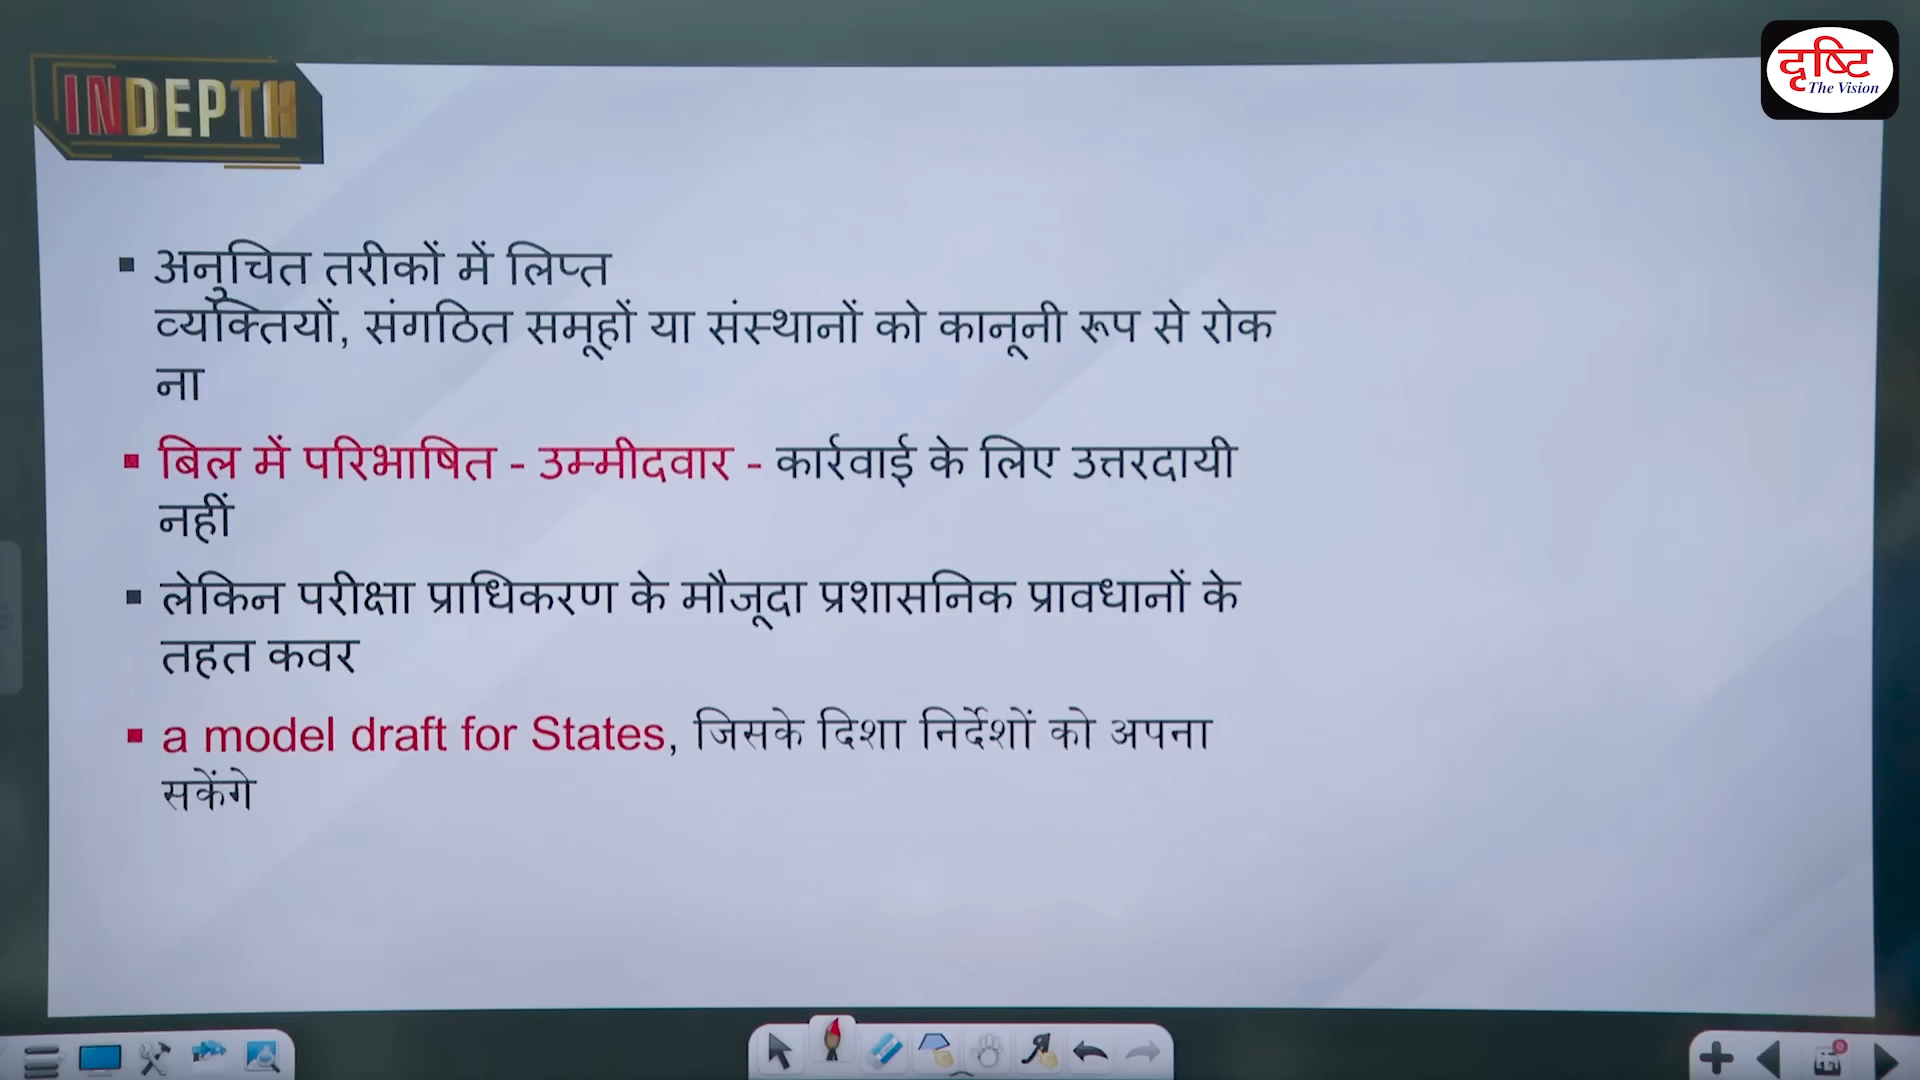 INDEPTH
दृष्टि
The Vision
▪ अनुचित तरीकों में लिप्त
व्यक्तियों, संगठित समूहों या संस्थानों को कानूनी रूप से रोक
ना
▪ बिल में परिभाषित - उम्मीदवार - कार्रवाई के लिए उत्तरदायी
नहीं
▪ लेकिन परीक्षा प्राधिकरण के मौजूदा प्रशासनिक प्रावधानों के
तहत कवर
▪ a model draft for States, जिसके दिशा निर्देशों को अपना
सकेंगे